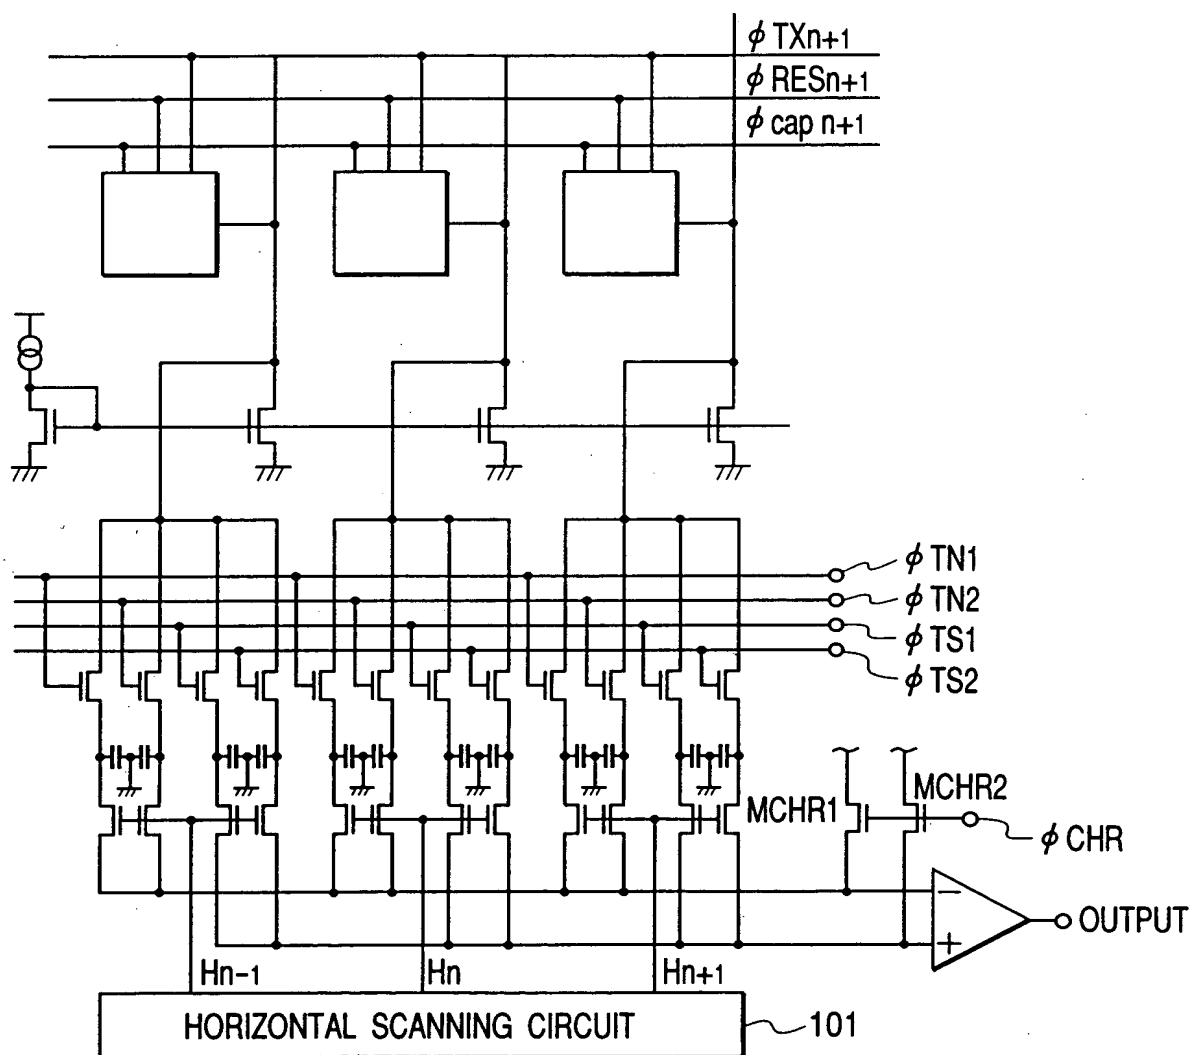 ϕ TXn+1
ϕ RESn+1
ϕ cap n+1
ϕ TN1
ϕ TN2
ϕ TS1
ϕ TS2
MCHR1
MCHR2
ϕ CHR
−
+
OUTPUT
Hn-1
Hn
Hn+1
HORIZONTAL SCANNING CIRCUIT
101